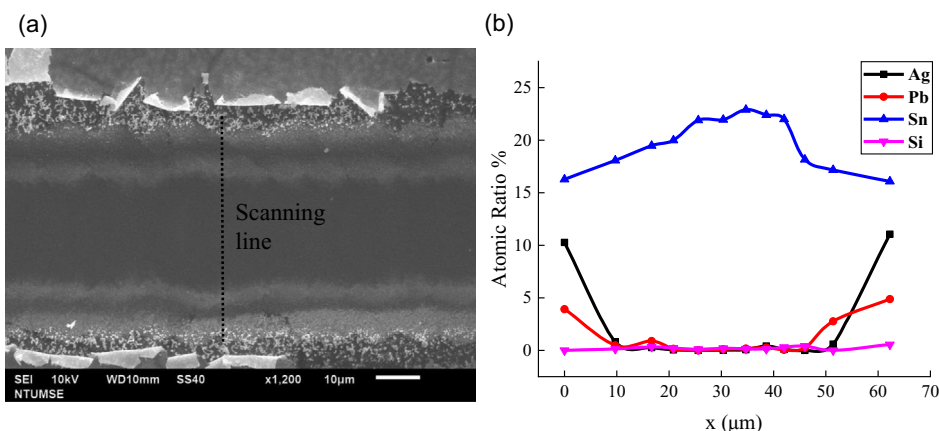 (a)
Scanning
line
SEI 10kV WD10mm SS40 x1,200 10μm
NTUMSE
(b)
Atomic Ratio %
25
20
15
10
5
0
0 10 20 30 40 50 60 70
x (μm)
Ag
Pb
Sn
Si